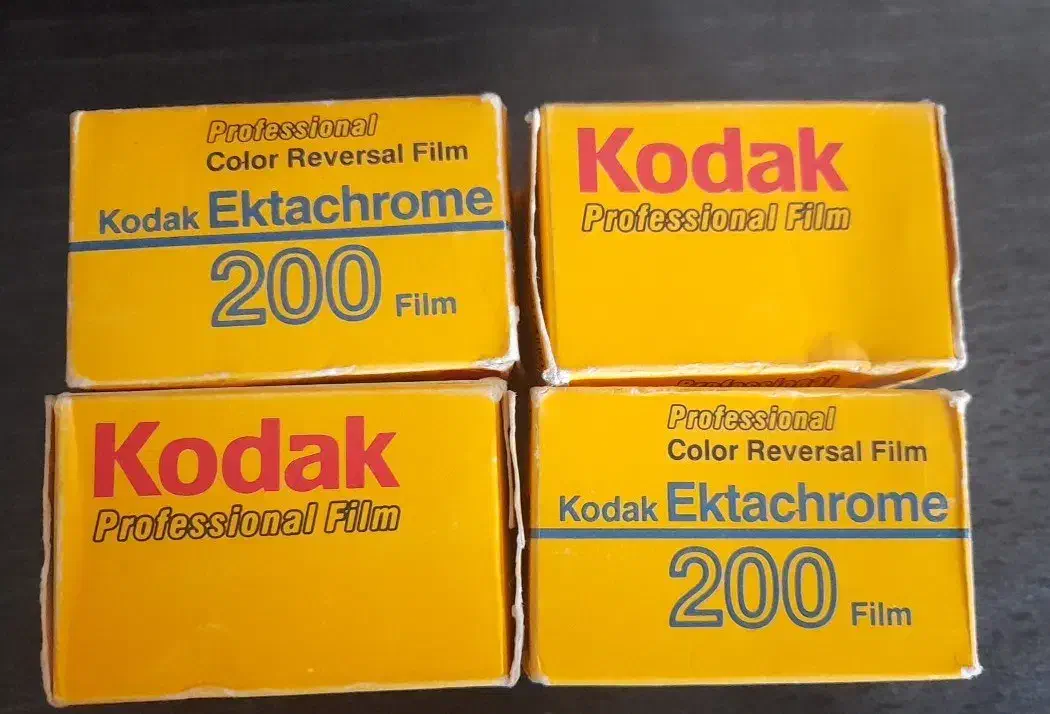 Professional
Color Reversal Film
Kodak Ektachrome
200 Film
Kodak
Professional Film
Professional
Kodak
Professional Film
Professional
Color Reversal Film
Kodak Ektachrome
200 Film